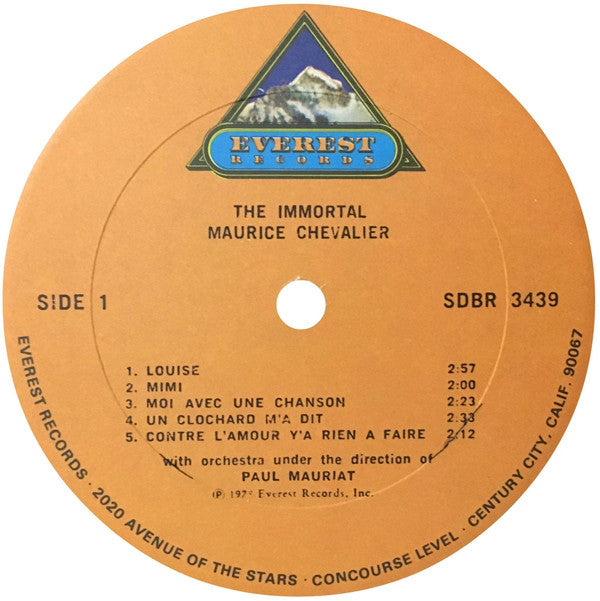 EVEREST
RECORDS
THE IMMORTAL
MAURICE CHEVALIER
SIDE 1
SDBR 3439
1. LOUISE 2:57
2. MIMI 2:00
3. MOI AVEC UNE CHANSON 2:23
4. UN CLOCHARD M'A DIT 2:33
5. CONTRE L'AMOUR Y'A RIEN A FAIRE 2:12
with orchestra under the direction of
PAUL MAURIAT
Ⓟ Everest Records, Inc.
EVEREST RECORDS · 2020 AVENUE OF THE STARS · CONCOURSE LEVEL · CENTURY CITY, CALIF. 90067